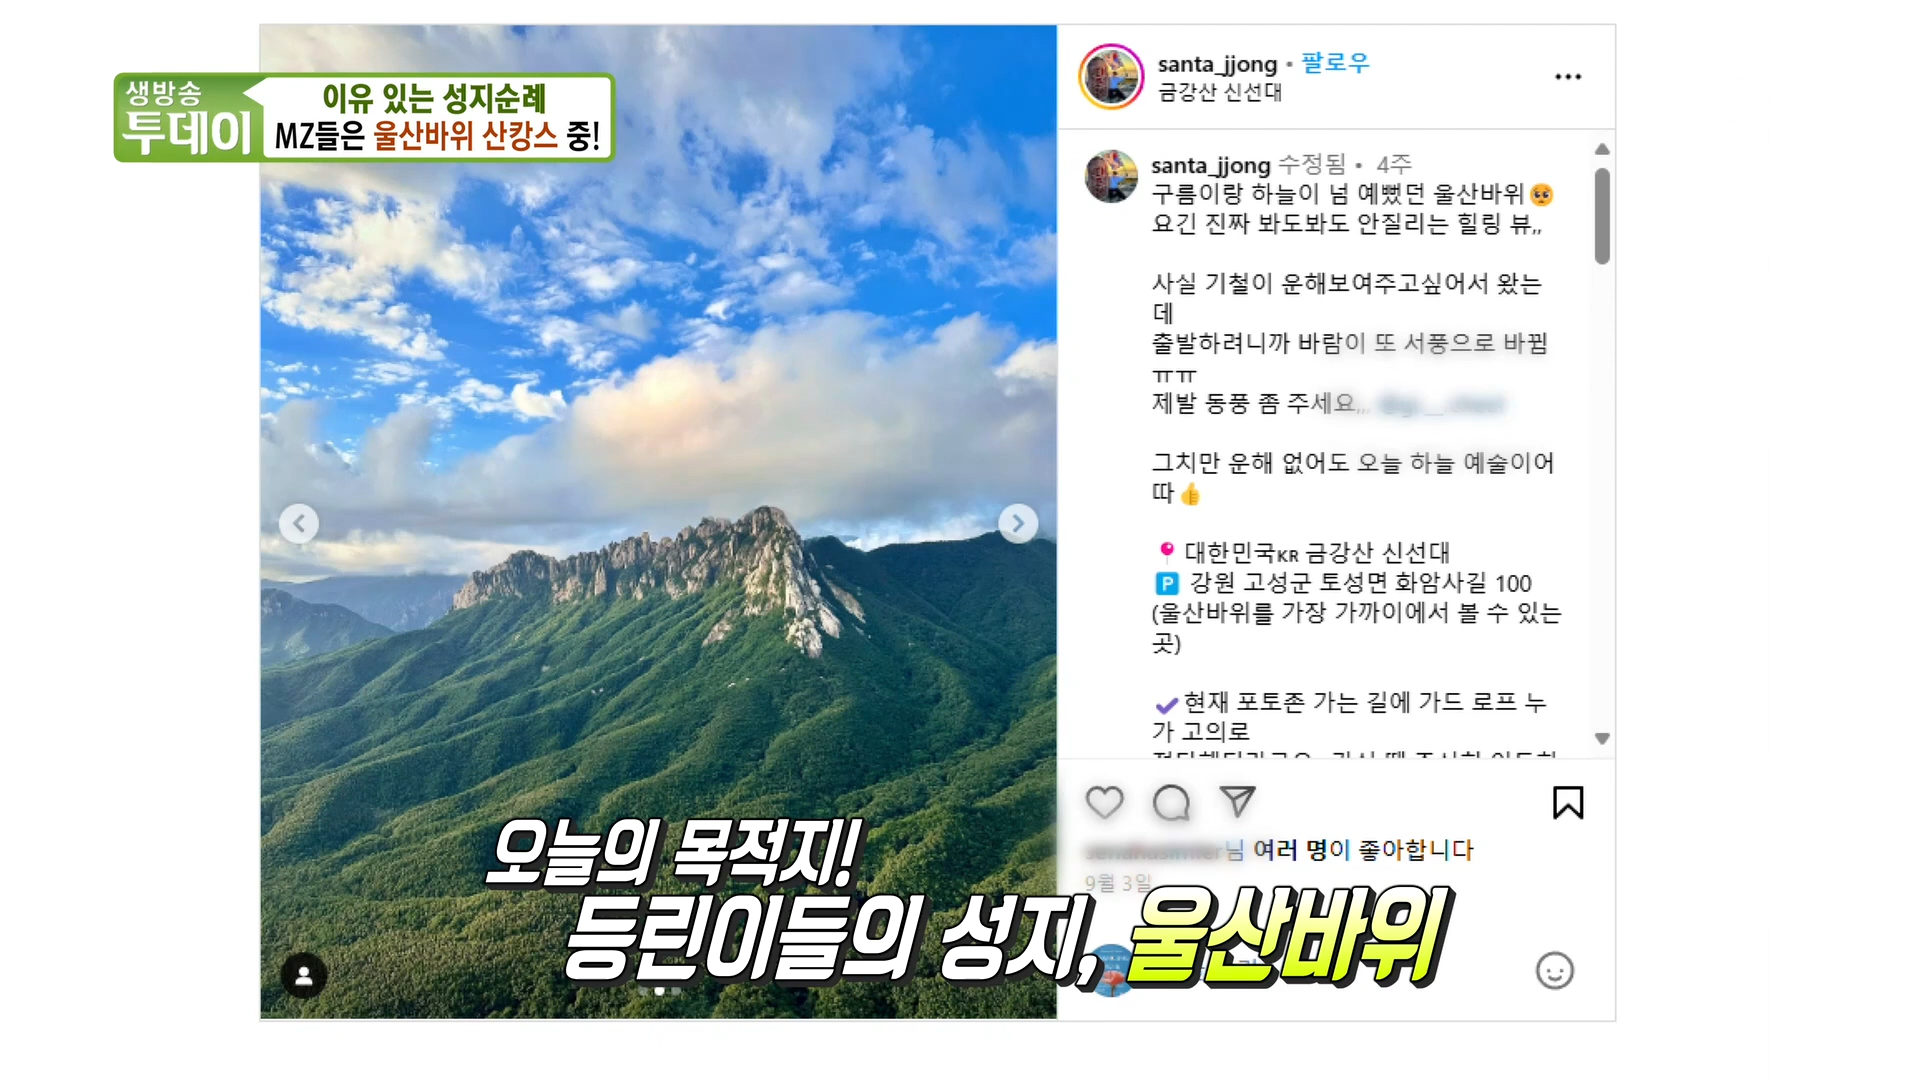 생방송
투데이
이유 있는 성지순례
MZ들은 울산바위 산캉스 중!
santa_jjong • 팔로우
금강산 신선대
santa_jjong 수정됨 • 4주
구름이랑 하늘이 넘 예뻤던 울산바위🥺
요긴 진짜 봐도봐도 안질리는 힐링 뷰,,
사실 기철이 운해보여주고싶어서 왔는
데
출발하려니까 바람이 또 서풍으로 바뀜
ㅠㅠ
제발 동풍 좀 주세요,,,
그치만 운해 없어도 오늘 하늘 예술이어
따👍
📍대한민국KR 금강산 신선대
🅿️ 강원 고성군 토성면 화암사길 100
(울산바위를 가장 가까이에서 볼 수 있는
곳)
✔️현재 포토존 가는 길에 가드 로프 누
가 고의로
님 여러 명이 좋아합니다
9월 3일
오늘의 목적지!
등린이들의 성지, 울산바위